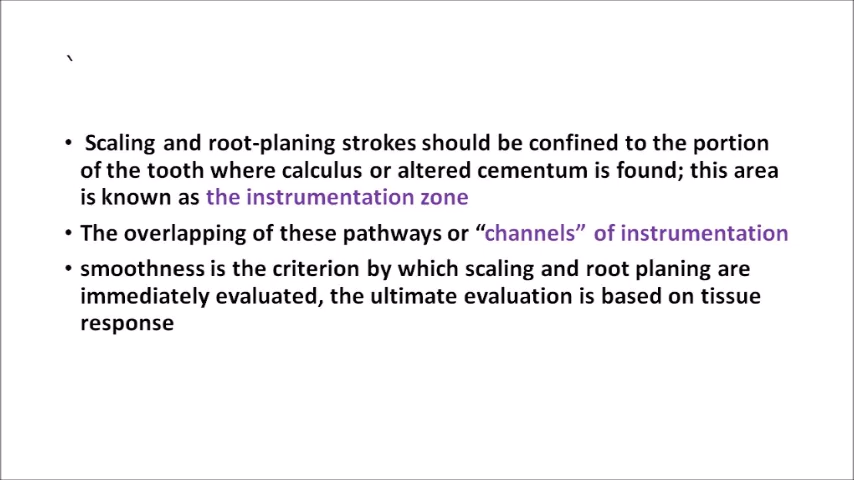 `
• Scaling and root-planing strokes should be confined to the portion
of the tooth where calculus or altered cementum is found; this area
is known as the instrumentation zone
• The overlapping of these pathways or “channels” of instrumentation
• smoothness is the criterion by which scaling and root planing are
immediately evaluated, the ultimate evaluation is based on tissue
response